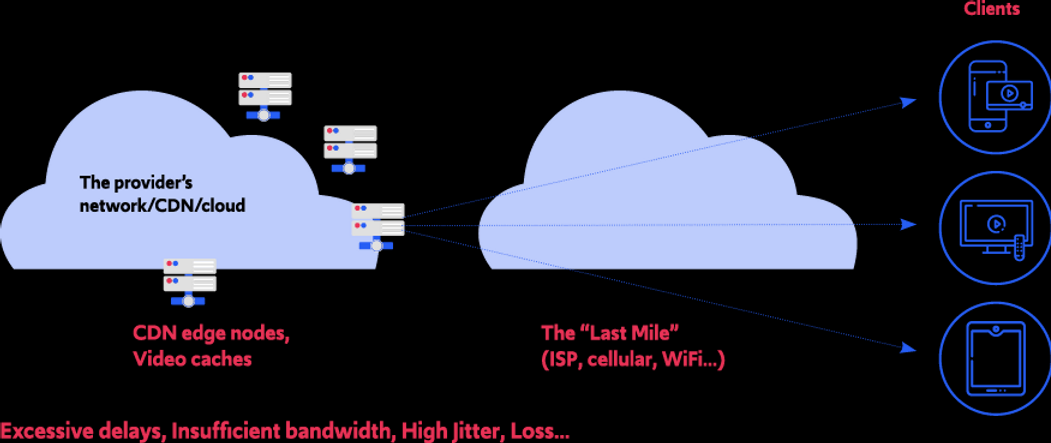 Clients
The provider's
network/CDN/cloud
CDN edge nodes,
Video caches
The “Last Mile”
(ISP, cellular, WiFi...)
Excessive delays, Insufficient bandwidth, High Jitter, Loss...